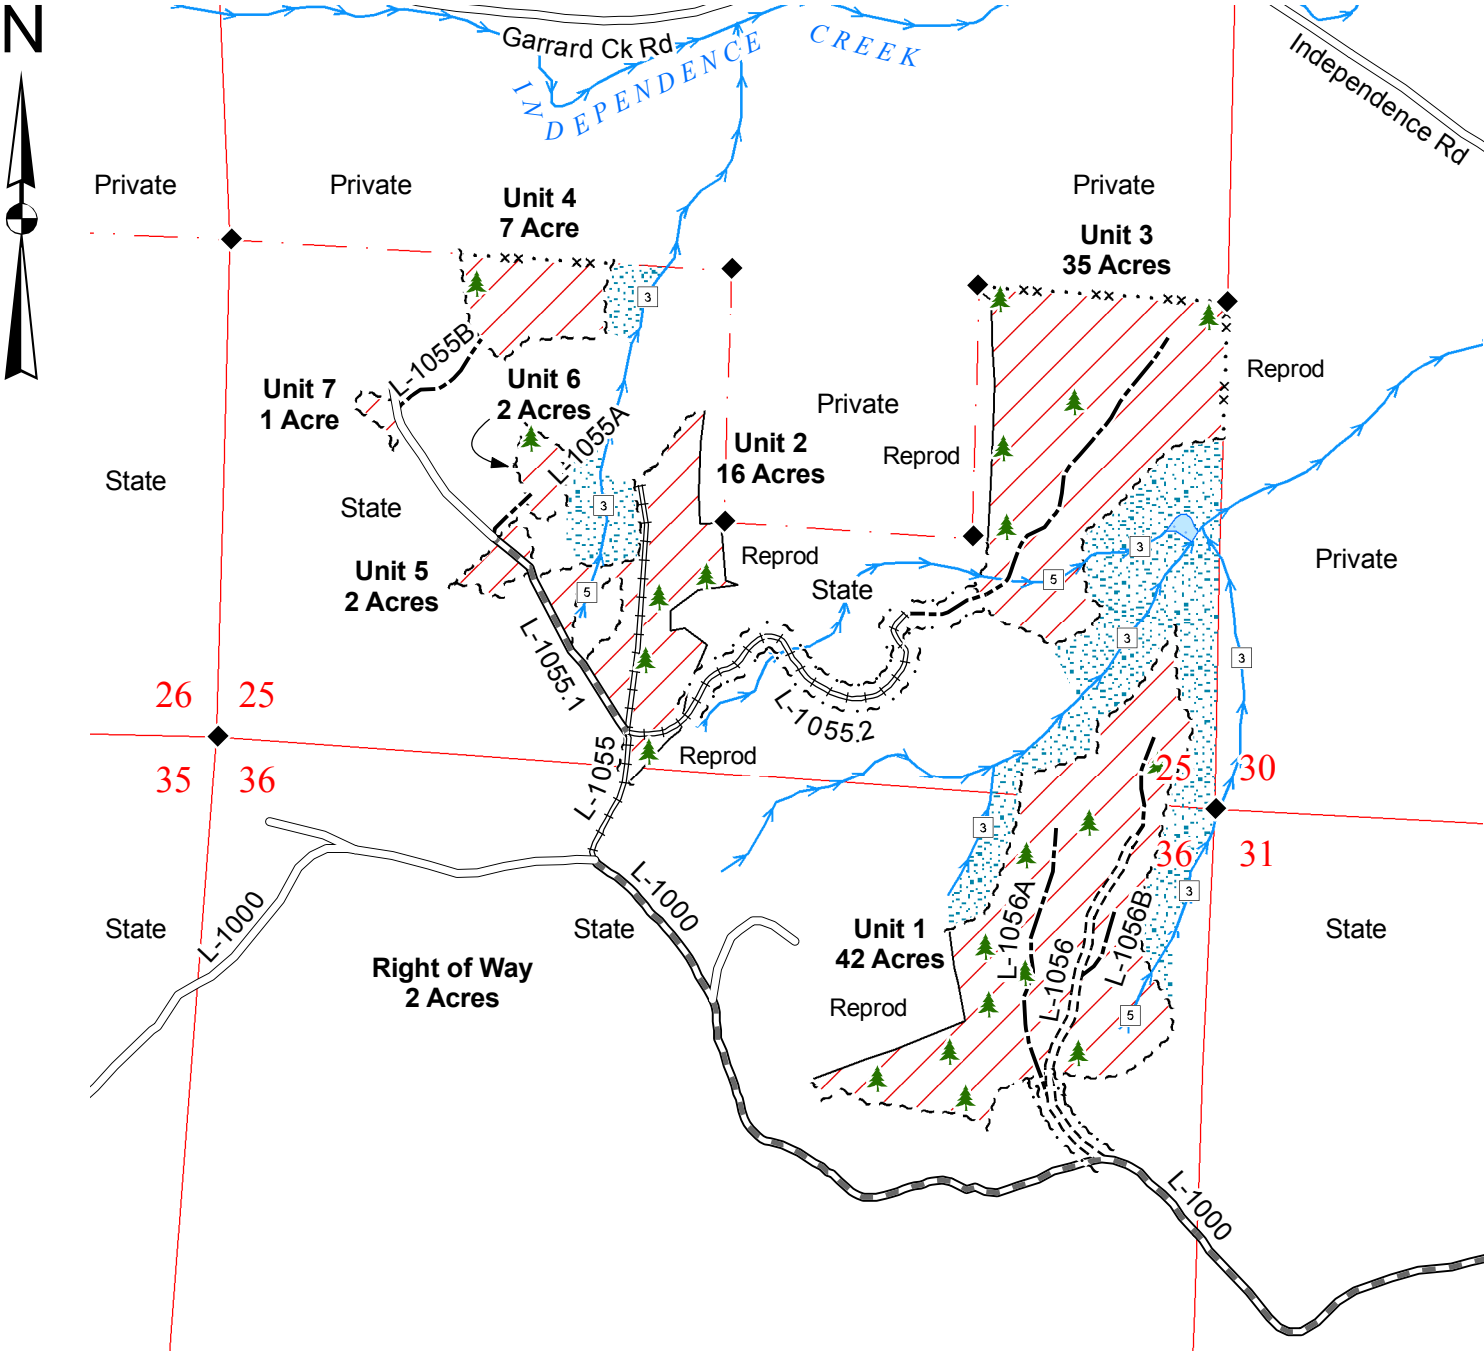 N
Garrard Ck Rd
INDEPENDENCE CREEK
Independence Rd
Private
Private
Unit 4
7 Acre
Private
Unit 3
35 Acres
3
L-1055B
Unit 7
1 Acre
Unit 6
2 Acres
L-1055A
Private
Reprod
Unit 2
16 Acres
Reprod
State
State
3
Reprod
3
Private
Unit 5
2 Acres
5
State
5
L-1055.1
3
3
26 25
L-1055.2
35 36
L-1055
Reprod
25 30
36 31
3
L-1000
L-1000
3
State
State
Unit 1
42 Acres
L-1056A
L-1056
L-1056B
State
Right of Way
2 Acres
Reprod
5
L-1000